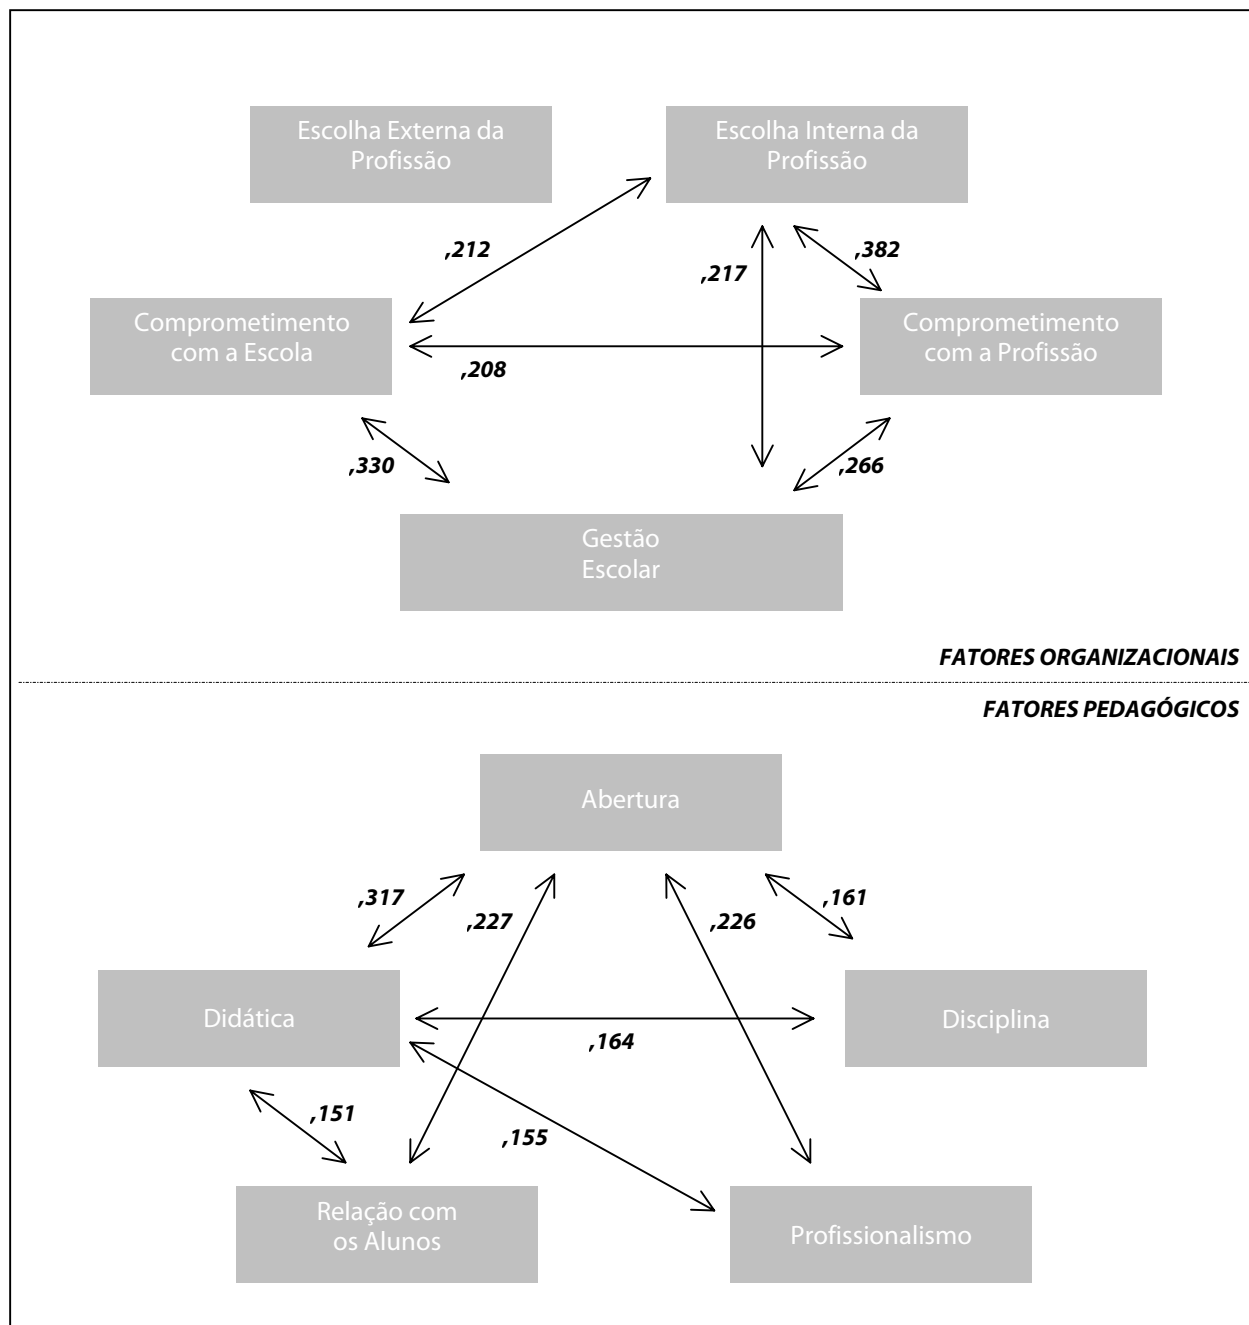 Escolha Externa da
Profissão
Escolha Interna da
Profissão
,212
,217
,382
Comprometimento
com a Escola
Comprometimento
com a Profissão
,208
,330
,266
Gestão
Escolar
FATORES ORGANIZACIONAIS
FATORES PEDAGÓGICOS
Abertura
,317
,227
,226
,161
Didática
Disciplina
,164
,151
,155
Relação com
os Alunos
Profissionalismo